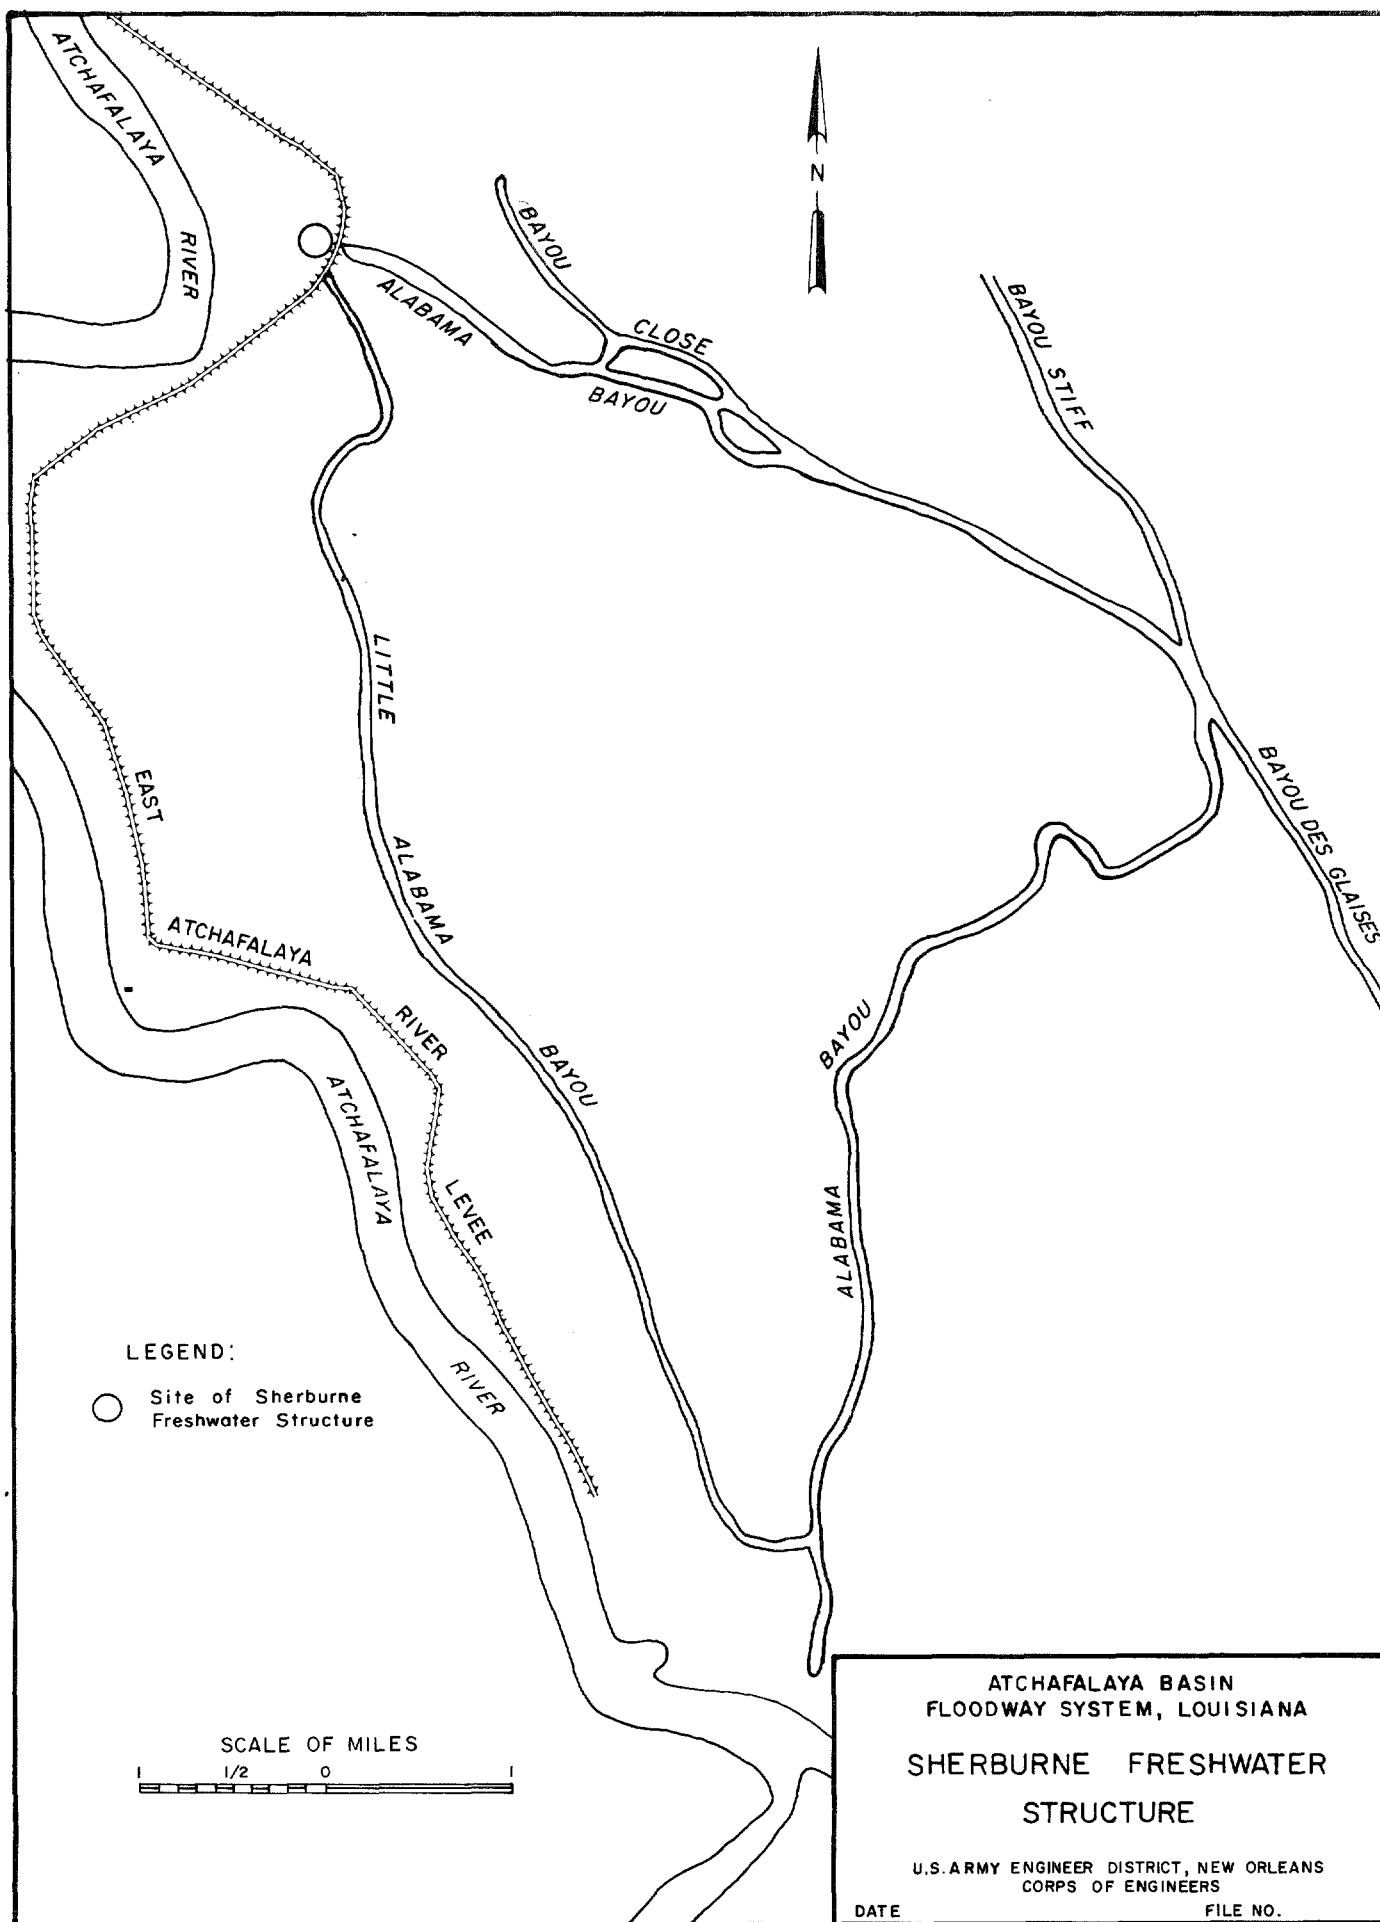 ATCHAFALAYA
RIVER
N
BAYOU
ALABAMA
CLOSE
BAYOU
BAYOU STIFF
LITTLE
EAST
BAYOU DES GLAISES
ALABAMA
ATCHAFALAYA
RIVER
BAYOU
BAYOU
ATCHAFALAYA
LEVEE
ALABAMA
RIVER
LEGEND:
Site of Sherburne
Freshwater Structure
SCALE OF MILES
1 1/2 0 1
ATCHAFALAYA BASIN
FLOODWAY SYSTEM, LOUISIANA
SHERBURNE FRESHWATER
STRUCTURE
U.S. ARMY ENGINEER DISTRICT, NEW ORLEANS
CORPS OF ENGINEERS
DATE FILE NO.